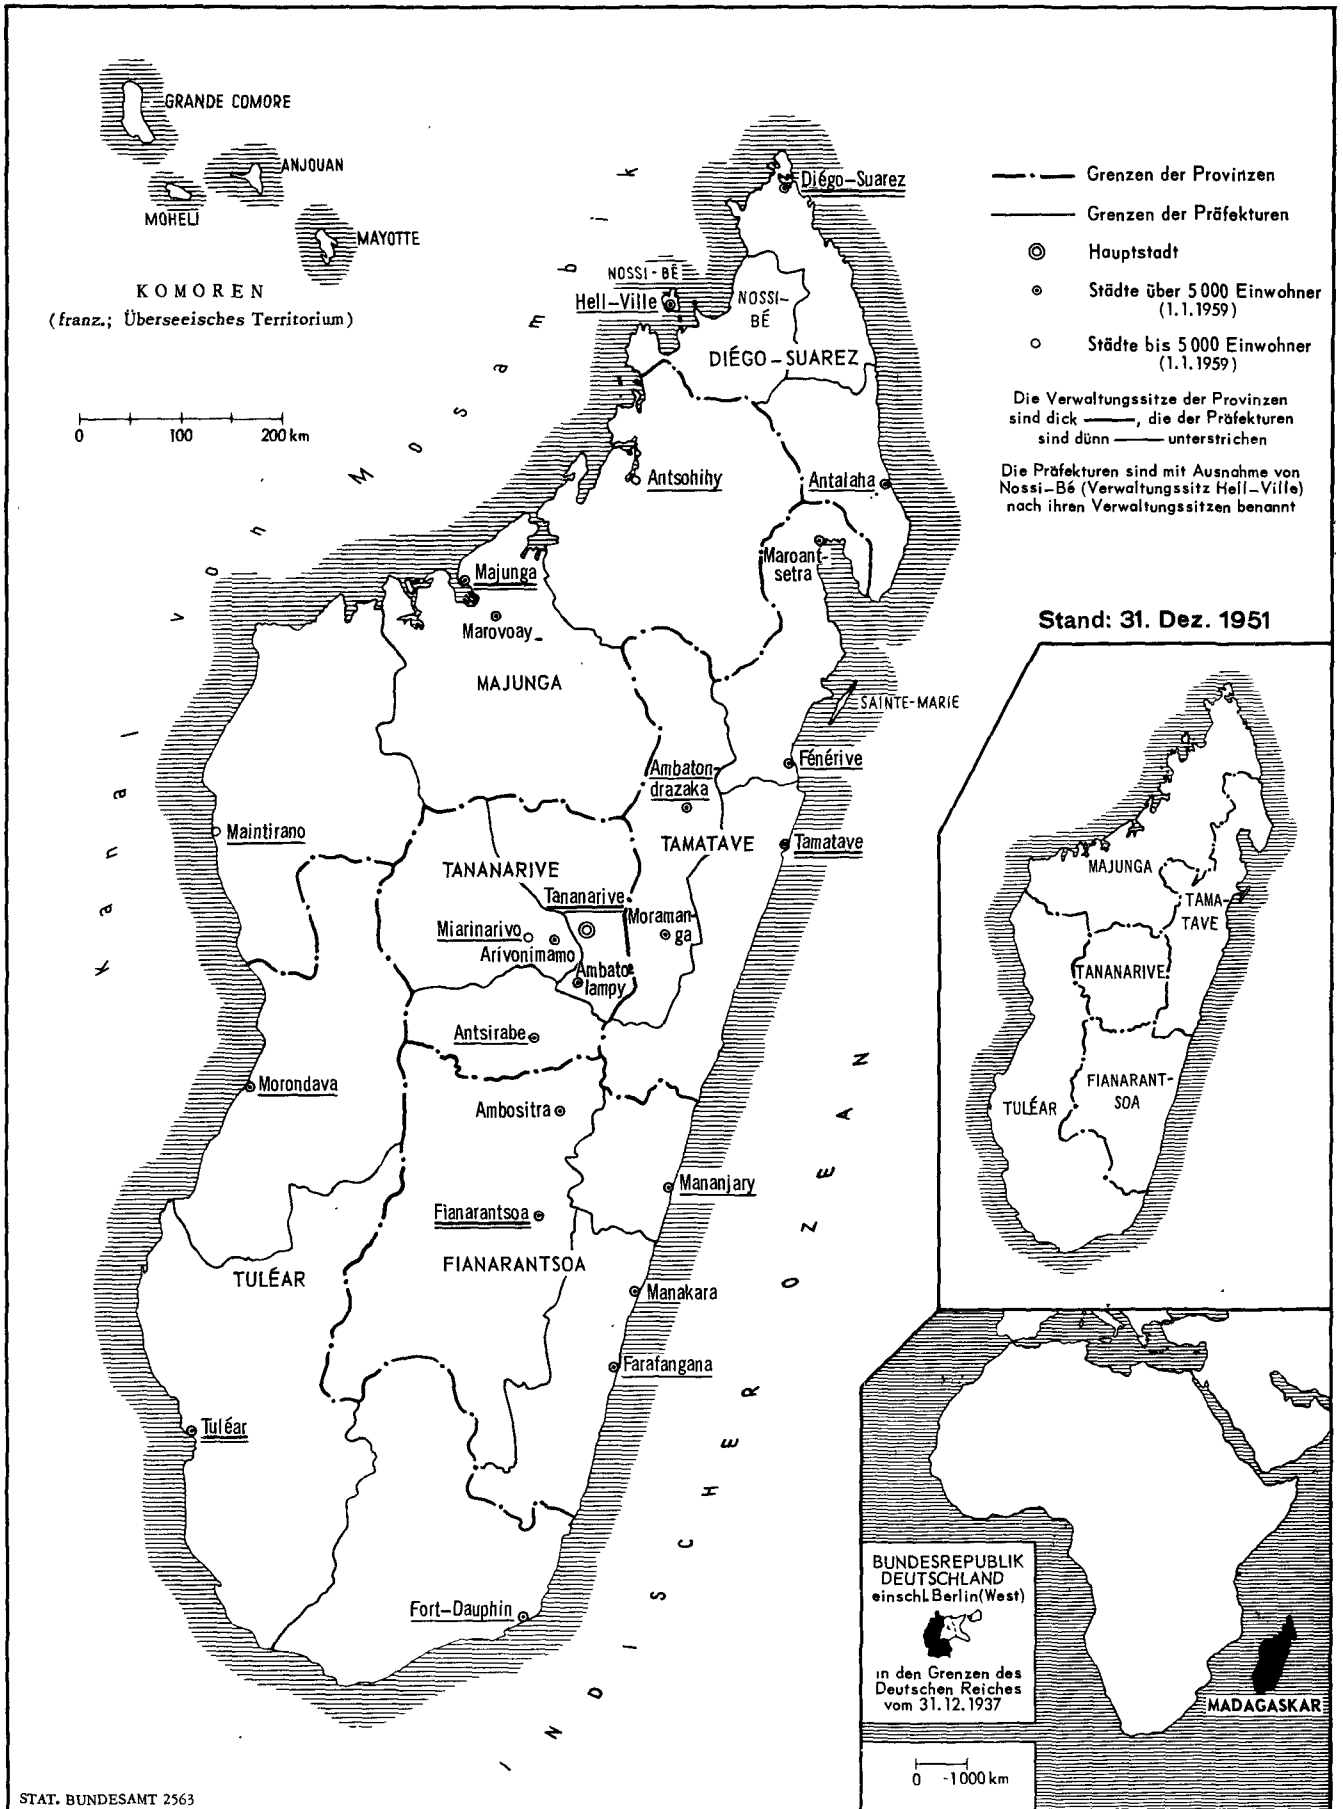 GRANDE COMORE
ANJOUAN
MOHELI
MAYOTTE
KOMOREN
(franz.; Überseeisches Territorium)
0 100 200 km
Kanal von Mosambik
Diégo-Suarez
NOSSI-BÉ
Hell-Ville
NOSSI-
BÉ
DIÉGO-SUAREZ
Antsohihy
Antalaha
Maroant-
setra
Majunga
Marovoay
MAJUNGA
SAINTE-MARIE
Fénérive
Ambaton-
drazaka
Maintirano
TAMATAVE
Tamatave
TANANARIVE
Tananarive
Miarinarivo
Arivonimamo
Moraman-
ga
Ambato
lampy
Antsirabe
Morondava
Ambositra
Mananjary
Fianarantsoa
FIANARANTSOA
TULÉAR
Manakara
Farafangana
Tuléar
Fort-Dauphin
INDISCHER OZEAN
Grenzen der Provinzen
Grenzen der Präfekturen
Hauptstadt
Städte über 5 000 Einwohner
(1.1.1959)
Städte bis 5 000 Einwohner
(1.1.1959)
Die Verwaltungssitze der Provinzen
sind dick ——, die der Präfekturen
sind dünn —— unterstrichen
Die Präfekturen sind mit Ausnahme von
Nossi-Bé (Verwaltungssitz Hell-Ville)
nach ihren Verwaltungssitzen benannt
Stand: 31. Dez. 1951
MAJUNGA
TAMA-
TAVE
TANANARIVE
FIANARANT-
SOA
TULÉAR
BUNDESREPUBLIK
DEUTSCHLAND
einschl. Berlin(West)
in den Grenzen des
Deutschen Reiches
vom 31.12.1937
MADAGASKAR
0 1000 km
STAT. BUNDESAMT 2563